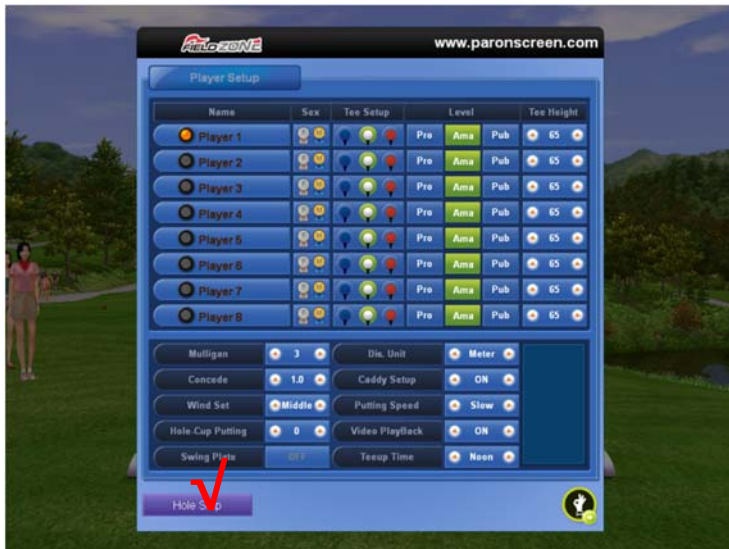 FIELDZONE www.paronscreen.com
Player Setup
Name Sex Tee Setup Level Tee Height
Player 1 Pro Ama Pub 65
Player 2 Pro Ama Pub 65
Player 3 Pro Ama Pub 65
Player 4 Pro Ama Pub 65
Player 5 Pro Ama Pub 65
Player 6 Pro Ama Pub 65
Player 7 Pro Ama Pub 65
Player 8 Pro Ama Pub 65
Mulligan 3 Dis. Unit Meter
Concede 1.0 Caddy Setup ON
Wind Set Middle Putting Speed Slow
Hole-Cup Putting 0 Video PlayBack ON
Swing Plate OFF Teeup Time Noon
Hole